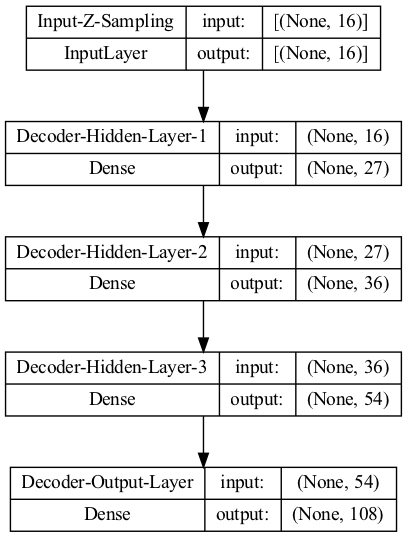 Input-Z-Sampling input: [(None, 16)]
InputLayer output: [(None, 16)]
Decoder-Hidden-Layer-1 input: (None, 16)
Dense output: (None, 27)
Decoder-Hidden-Layer-2 input: (None, 27)
Dense output: (None, 36)
Decoder-Hidden-Layer-3 input: (None, 36)
Dense output: (None, 54)
Decoder-Output-Layer input: (None, 54)
Dense output: (None, 108)